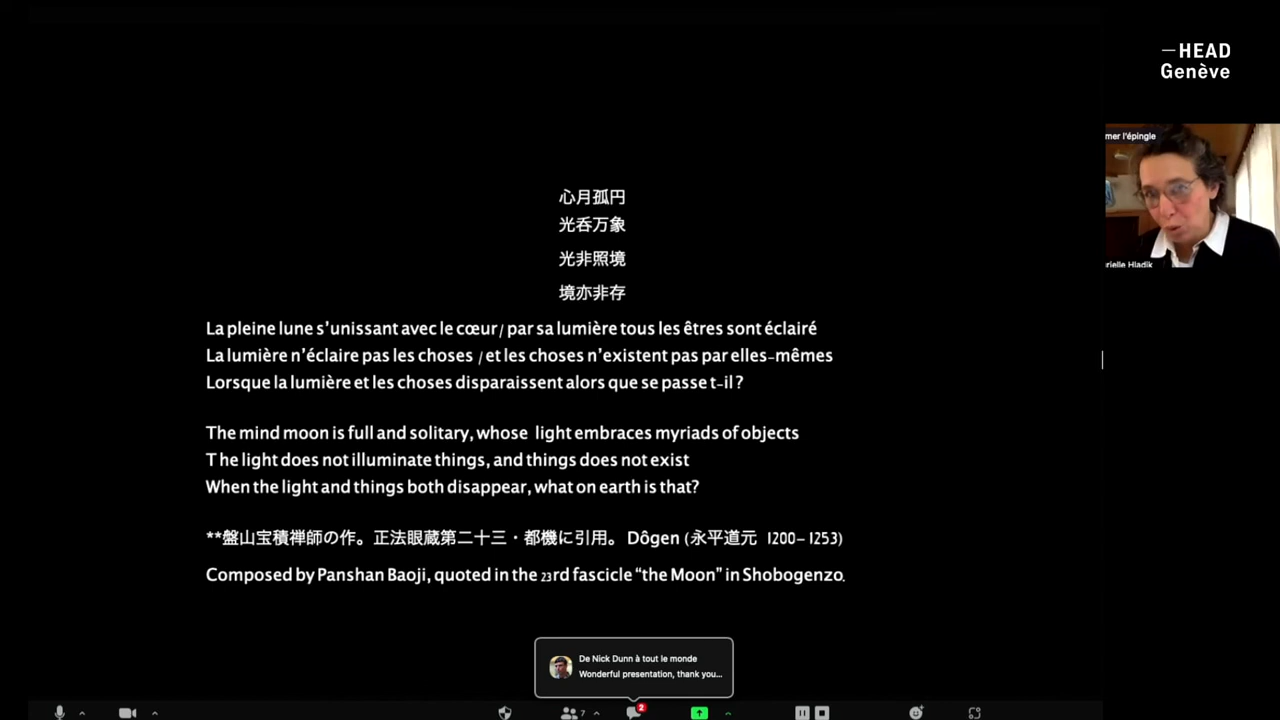 —HEAD
Genève
mer l'épingle
rielle Hladik
心月孤円
光呑万象
光非照境
境亦非存
La pleine lune s'unissant avec le cœur / par sa lumière tous les êtres sont éclairé
La lumière n'éclaire pas les choses / et les choses n'existent pas par elles-mêmes
Lorsque la lumière et les choses disparaissent alors que se passe t-il ?
The mind moon is full and solitary, whose light embraces myriads of objects
The light does not illuminate things, and things does not exist
When the light and things both disappear, what on earth is that?
**盤山宝積禅師の作。正法眼蔵第二十三・都機に引用。 Dôgen (永平道元 1200– 1253)
Composed by Panshan Baoji, quoted in the 23rd fascicle “the Moon” in Shobogenzo.
De Nick Dunn à tout le monde
Wonderful presentation, thank you...
7
2